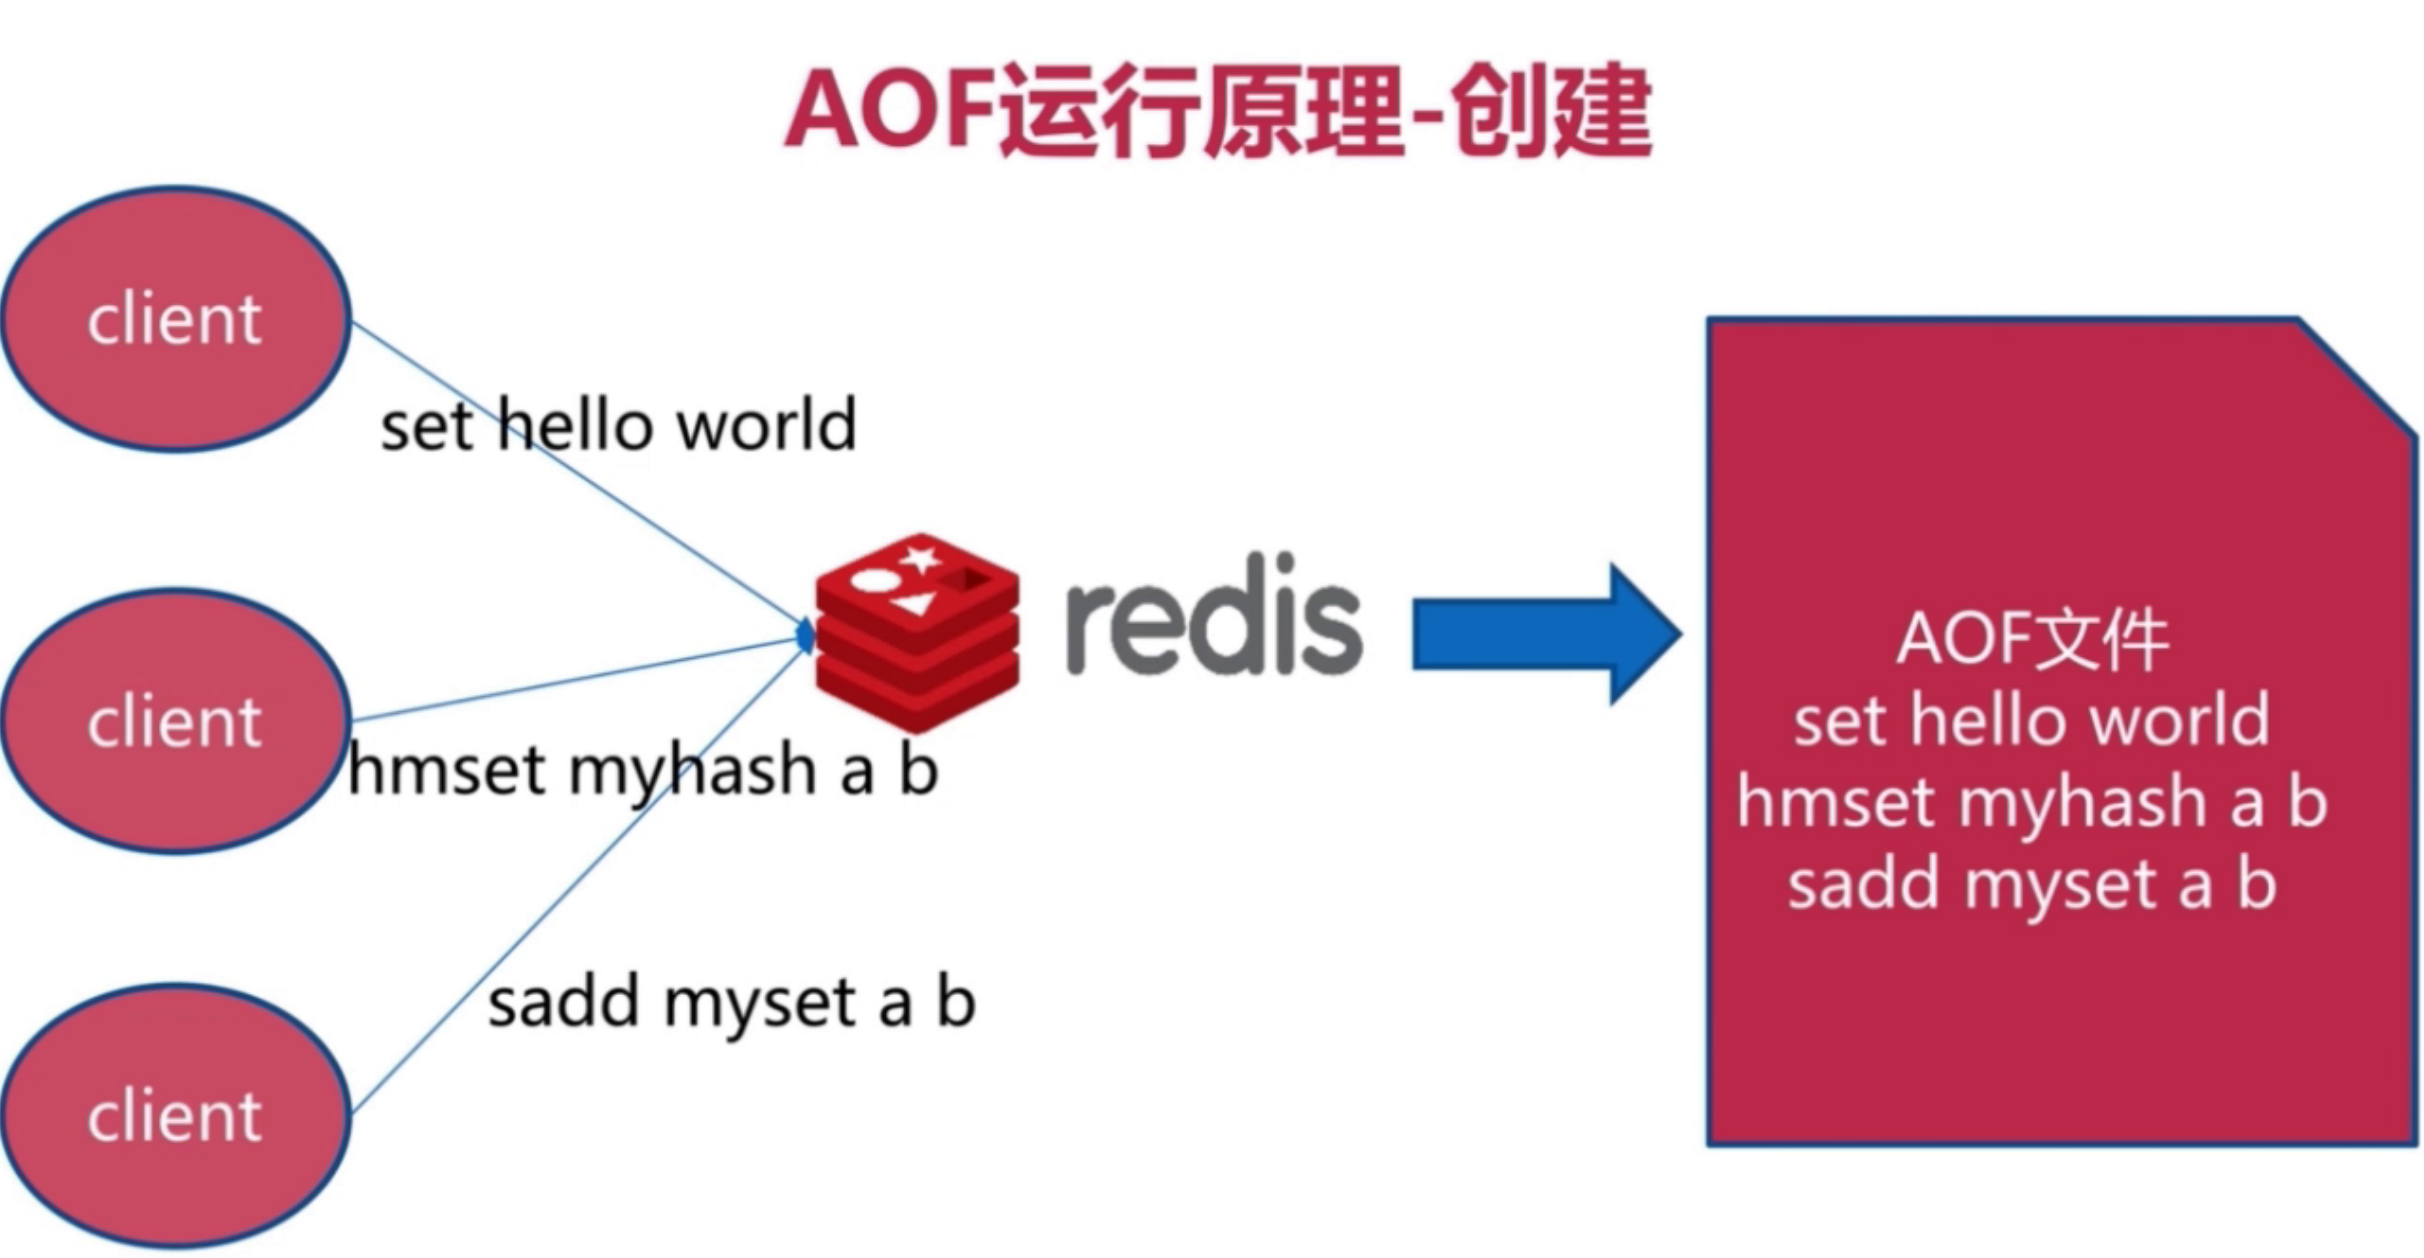 AOF运行原理-创建
client
set hello world
client
hmset myhash a b
client
sadd myset a b
redis
AOF文件
set hello world
hmset myhash a b
sadd myset a b